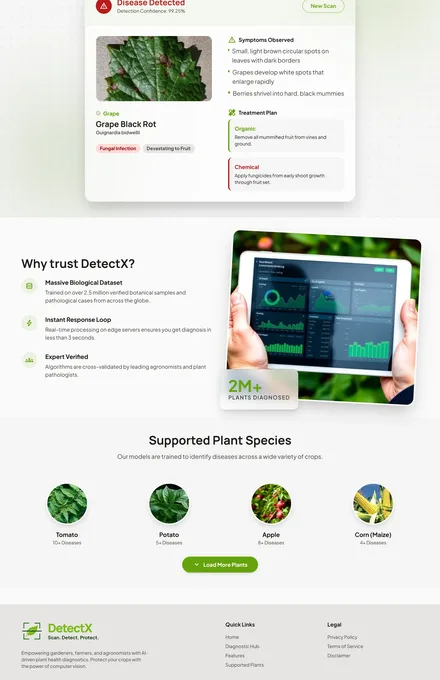 Disease Detected
Detection Confidence: 99.25%
New Scan
Symptoms Observed
Small, light brown circular spots on
leaves with dark borders
Grapes develop white spots that
enlarge rapidly
Berries shrivel into hard, black mummies
Grape
Grape Black Rot
Guignardia bidwellii
Fungal Infection
Devastating to Fruit
Treatment Plan
Organic
Remove all mummified fruit from vines and
ground.
Chemical
Apply fungicides from early shoot growth
through fruit set.
Why trust DetectX?
Massive Biological Dataset
Trained on over 2.5 million verified botanical samples and
pathological cases from across the globe.
Instant Response Loop
Real-time processing on edge servers ensures you get diagnosis in
less than 3 seconds.
Expert Verified
Algorithms are cross-validated by leading agronomists and plant
pathologists.
2M+
PLANTS DIAGNOSED
Supported Plant Species
Our models are trained to identify diseases across a wide variety of crops.
Tomato
10+ Diseases
Potato
5+ Diseases
Apple
8+ Diseases
Corn (Maize)
4+ Diseases
Load More Plants
DetectX
Scan. Detect. Protect.
Empowering gardeners, farmers, and agronomists with AI-
driven plant health diagnostics. Protect your crops with
the power of computer vision.
Quick Links
Home
Diagnostic Hub
Features
Supported Plants
Legal
Privacy Policy
Terms of Service
Disclaimer